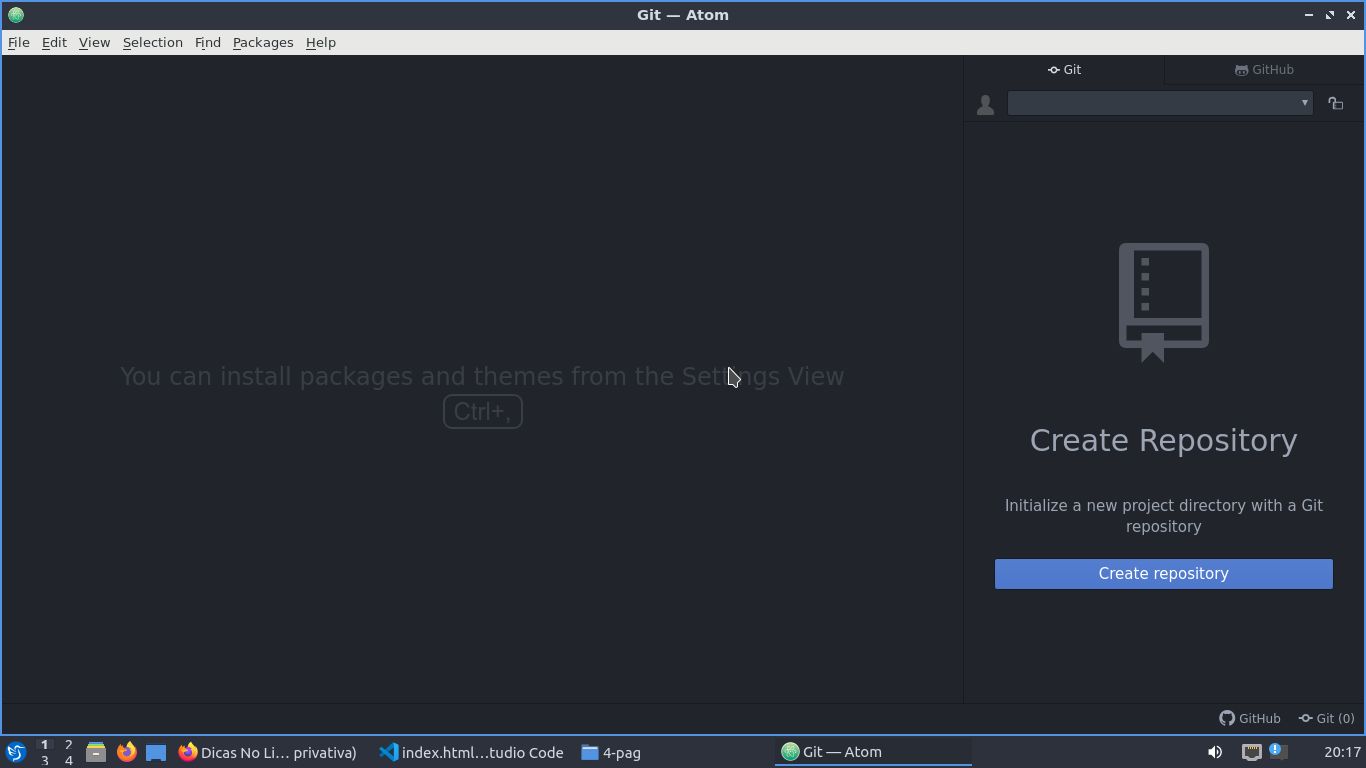 Git — Atom
File Edit View Selection Find Packages Help
Git
GitHub
You can install packages and themes from the Settings View
Ctrl+,
Create Repository
Initialize a new project directory with a Git
repository
Create repository
GitHub
Git (0)
1 2
3 4
Dicas No Li… privativa)
index.html…tudio Code
4-pag
Git — Atom
20:17